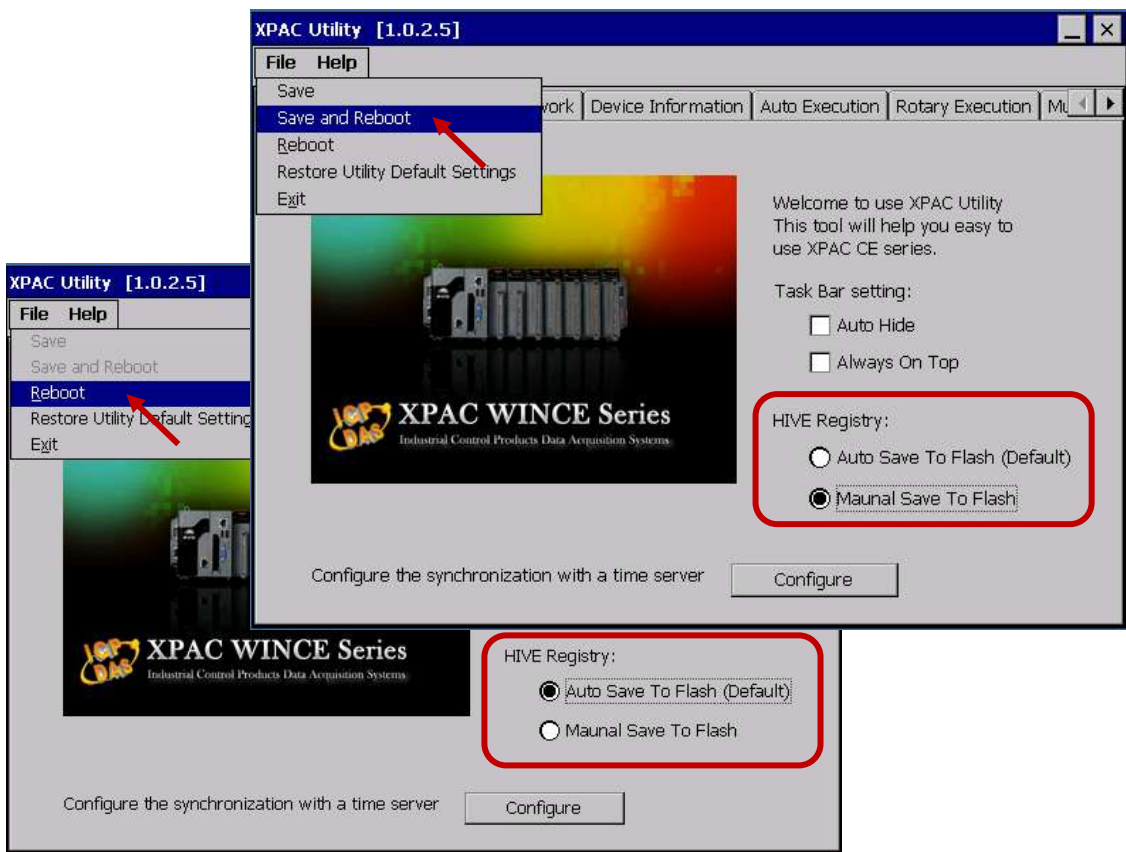 XPAC Utility [1.0.2.5]
File Help
Save
Save and Reboot
Reboot
Restore Utility Default Settings
Exit
Device Information
Auto Execution
Rotary Execution
Welcome to use XPAC Utility
This tool will help you easy to
use XPAC CE series.
Task Bar setting:
Auto Hide
Always On Top
HIVE Registry:
Auto Save To Flash (Default)
Maunal Save To Flash
ICP
DAS
XPAC WINCE Series
Industrial Control Products Data Acquisition Systems
Configure the synchronization with a time server
Configure
XPAC Utility [1.0.2.5]
File Help
Save
Save and Reboot
Reboot
Restore Utility Default Setting
Exit
ICP
DAS
XPAC WINCE Series
Industrial Control Products Data Acquisition Systems
HIVE Registry:
Auto Save To Flash (Default)
Maunal Save To Flash
Configure the synchronization with a time server
Configure